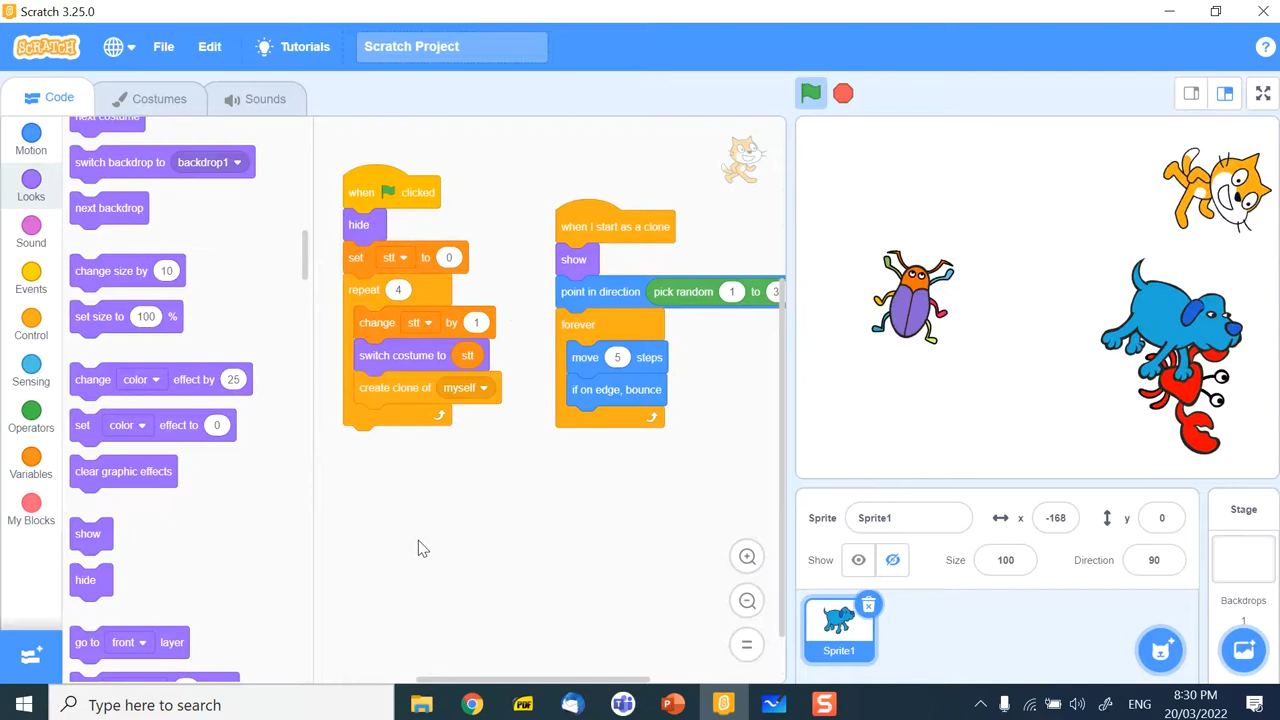 Scratch 3.25.0
SCRATCH File Edit Tutorials Scratch Project
Code Costumes Sounds
Motion
Looks
Sound
Events
Control
Sensing
Operators
Variables
My Blocks
next costume
switch backdrop to backdrop1
next backdrop
change size by 10
set size to 100 %
change color effect by 25
set color effect to 0
clear graphic effects
show
hide
go to front layer
when clicked
hide
set stt to 0
repeat 4
change stt by 1
switch costume to stt
create clone of myself
when I start as a clone
show
point in direction pick random 1 to
forever
move 5 steps
if on edge, bounce
Sprite Sprite1 x -168 y 0
Show Size 100 Direction 90
Sprite1
Stage
Backdrops
1
Type here to search
PDF
S
ENG
8:30 PM
20/03/2022